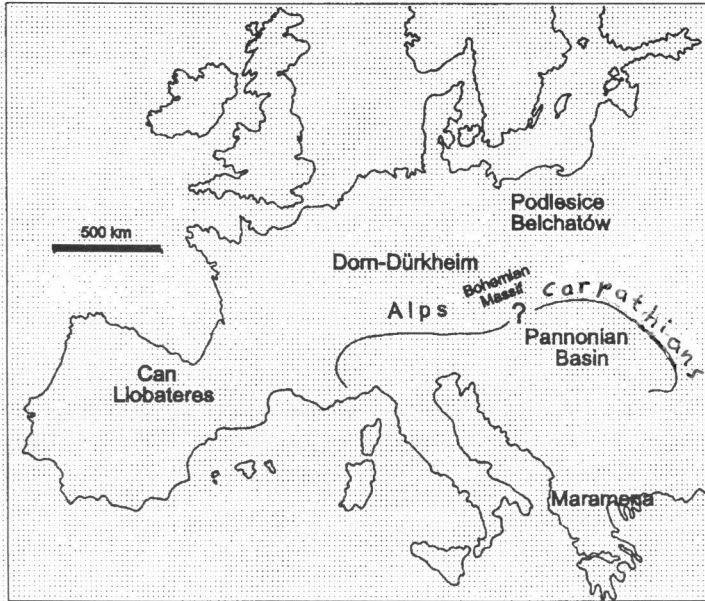 Podlesice
Belchatów
500 km
Dorn-Dürkheim
Bohemian
Massif
Carpathians
Alps
?
Pannonian
Basin
Can
Llobateres
Maramena